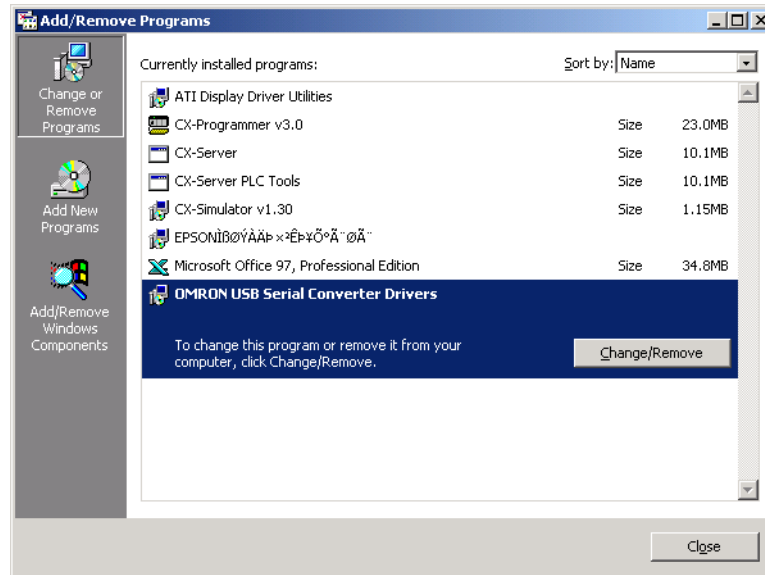 Add/Remove Programs
Change or
Remove
Programs
Add New
Programs
Add/Remove
Windows
Components
Currently installed programs:
Sort by: Name
ATI Display Driver Utilities
CX-Programmer v3.0 Size 23.0MB
CX-Server Size 10.1MB
CX-Server PLC Tools Size 10.1MB
CX-Simulator v1.30 Size 1.15MB
EPSONÌßØÝÀÄÞ×²ÊÞ¥Õ°Ã¨ØÃ¨
Microsoft Office 97, Professional Edition Size 34.8MB
OMRON USB Serial Converter Drivers
To change this program or remove it from your
computer, click Change/Remove.
Change/Remove
Close